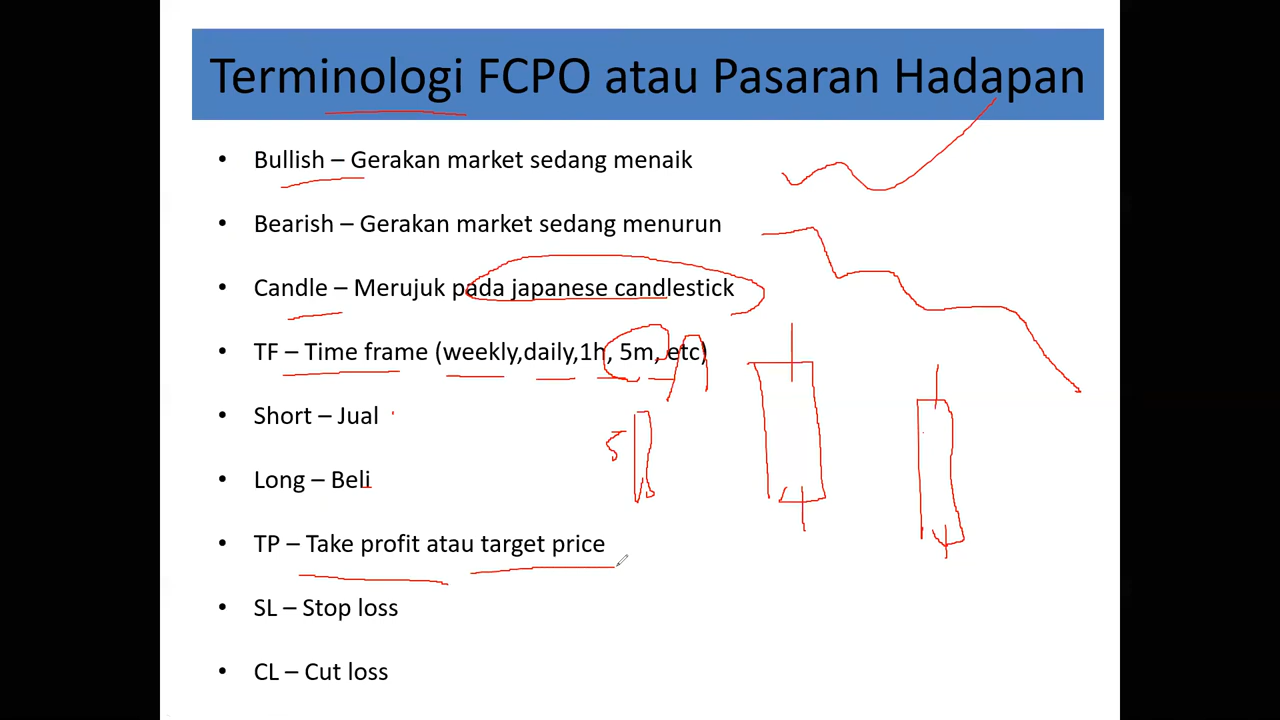 Terminologi FCPO atau Pasaran Hadapan
• Bullish – Gerakan market sedang menaik
• Bearish – Gerakan market sedang menurun
• Candle – Merujuk pada japanese candlestick
• TF – Time frame (weekly,daily,1h, 5m, etc)
• Short – Jual
• Long – Beli
5
• TP – Take profit atau target price
• SL – Stop loss
• CL – Cut loss